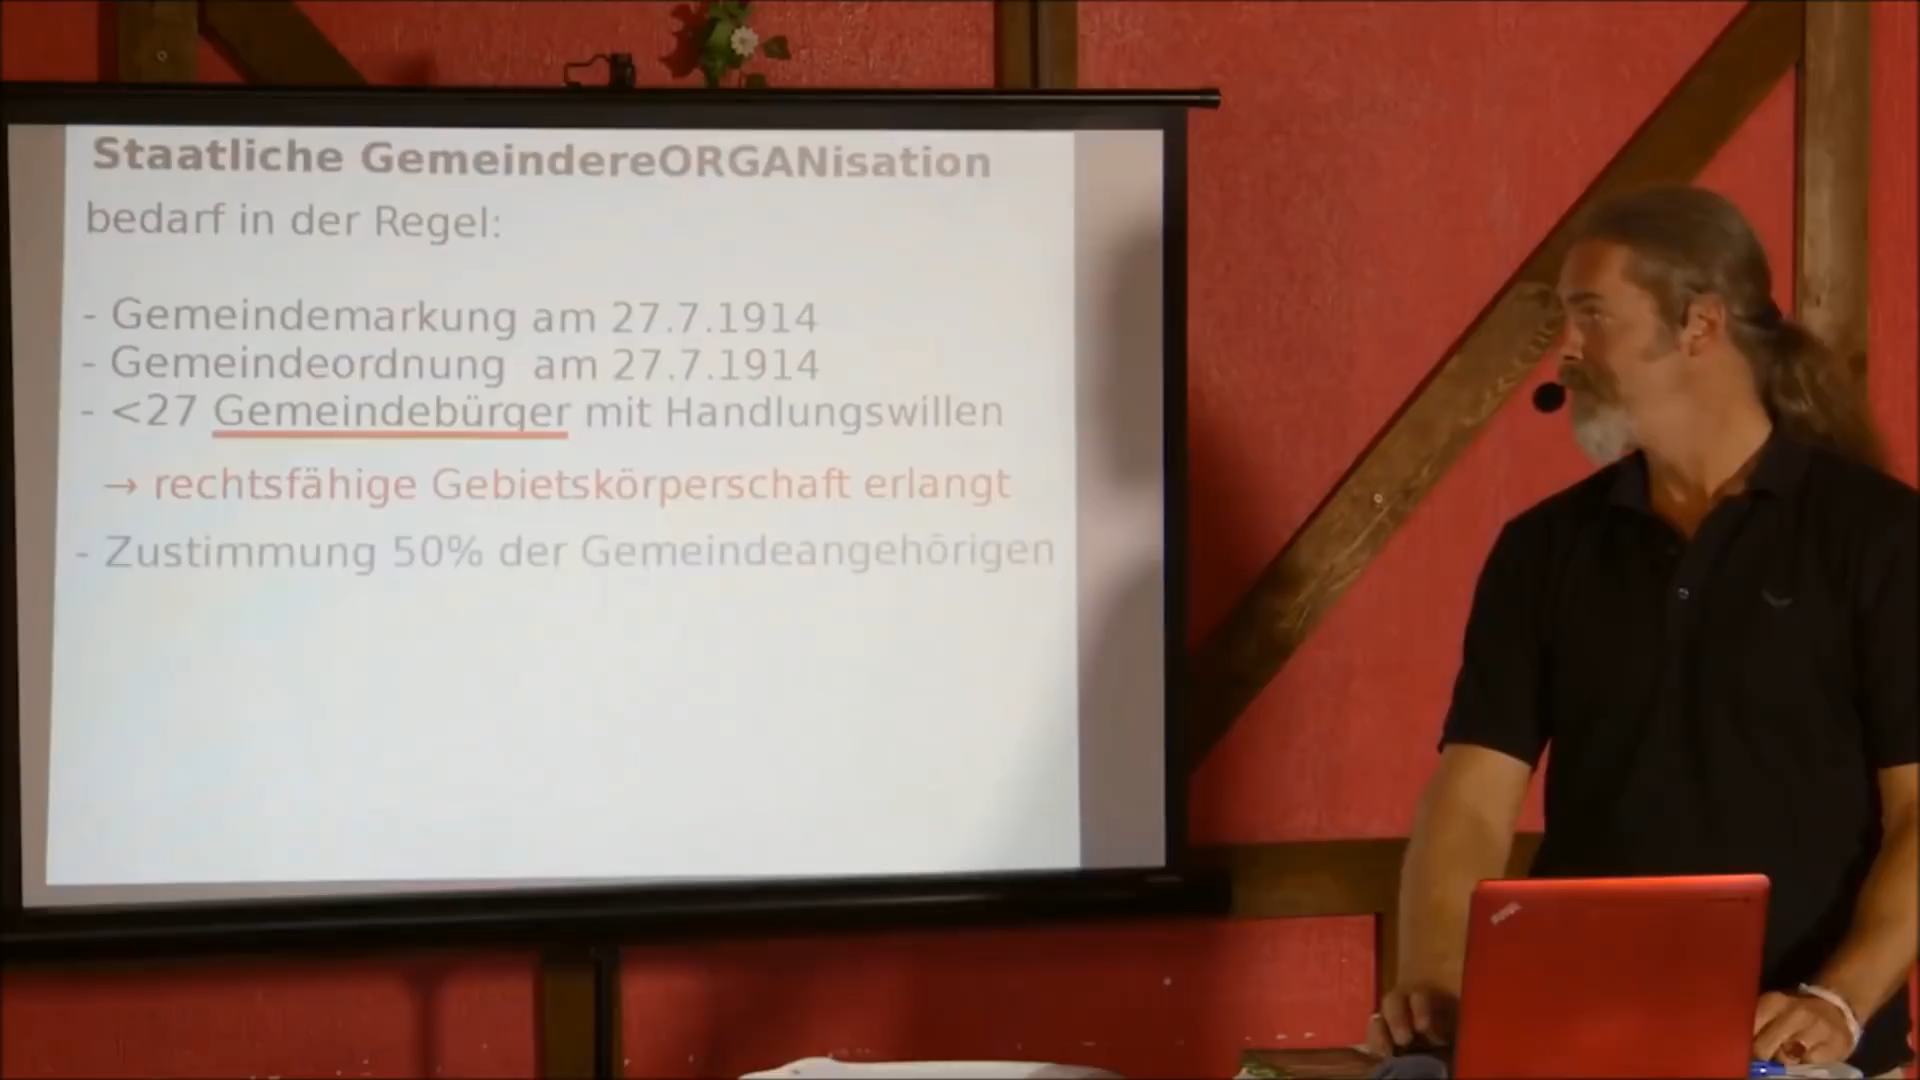 Staatliche GemeindereORGANisation
bedarf in der Regel:
- Gemeindemarkung am 27.7.1914
- Gemeindeordnung am 27.7.1914
- <27 Gemeindebürger mit Handlungswillen
→ rechtsfähige Gebietskörperschaft erlangt
- Zustimmung 50% der Gemeindeangehörigen